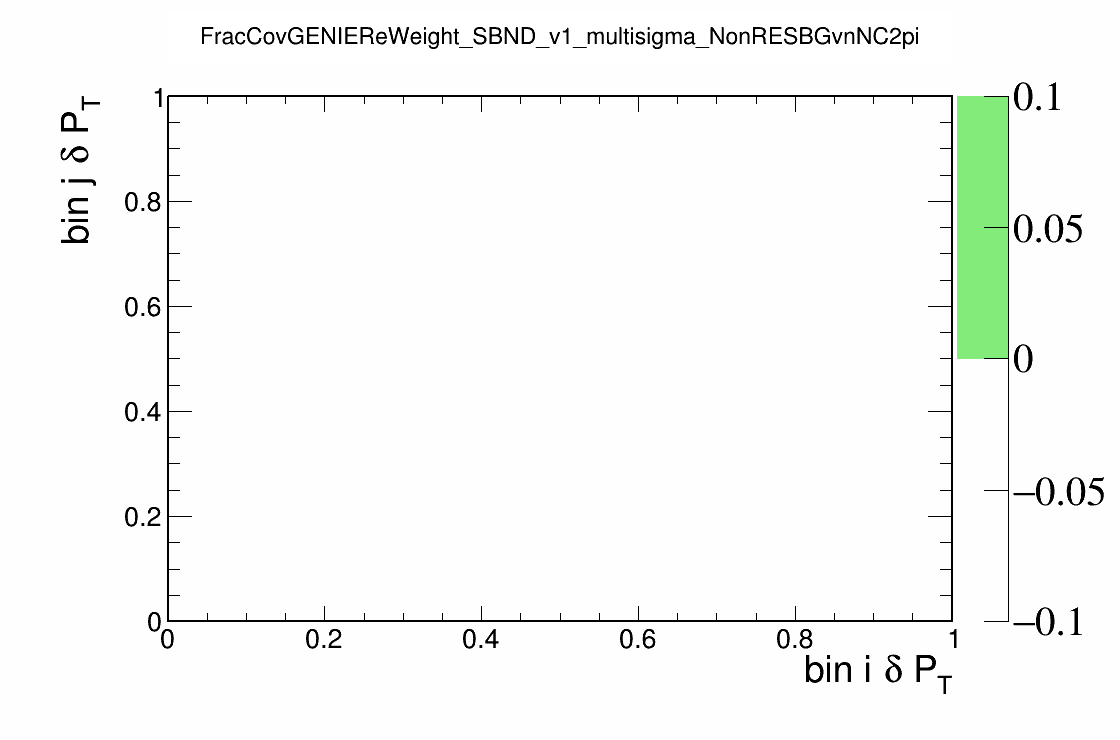 FracCovGENIEReWeight_SBND_v1_multisigma_NonRESBGvnNC2pi
bin j δ P_T
1
0.8
0.6
0.4
0.2
0
0 0.2 0.4 0.6 0.8 1
bin i δ P_T
0.1
0.05
0
−0.05
−0.1